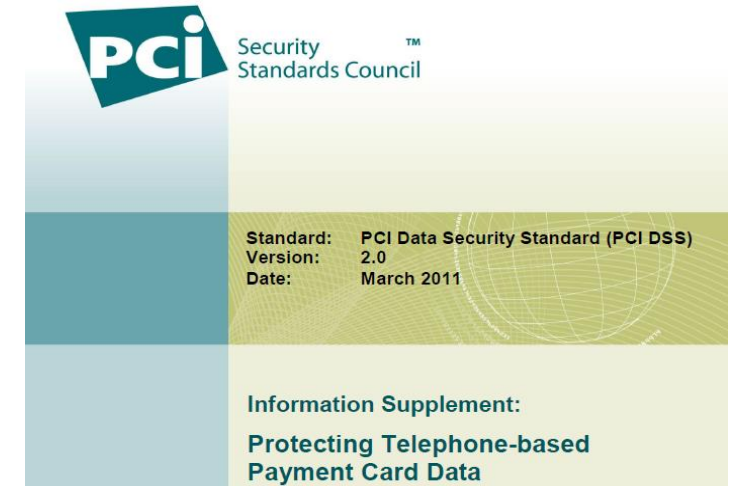 PCi
Security ™
Standards Council
Standard: PCI Data Security Standard (PCI DSS)
Version: 2.0
Date: March 2011
Information Supplement:
Protecting Telephone-based
Payment Card Data